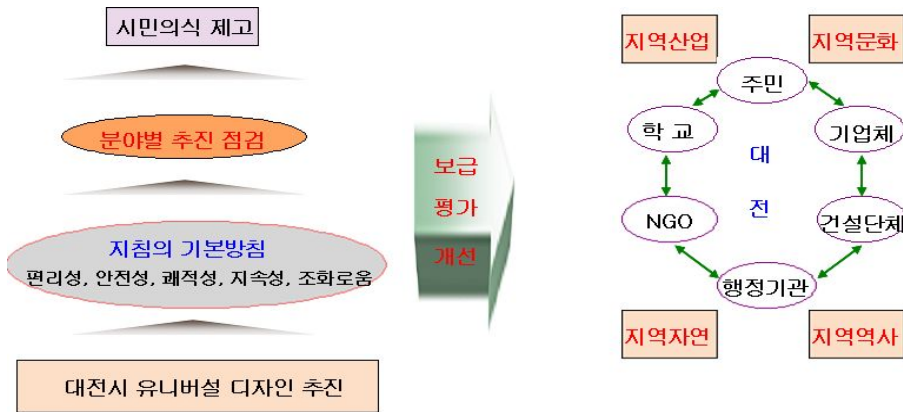 시민의식 제고
분야별 추진 점검
지침의 기본방침
편리성, 안전성, 쾌적성, 지속성, 조화로움
대전시 유니버설 디자인 추진
보급
평가
개선
지역산업
지역문화
주민
학 교
기업체
대
전
NGO
건설단체
행정기관
지역자연
지역역사